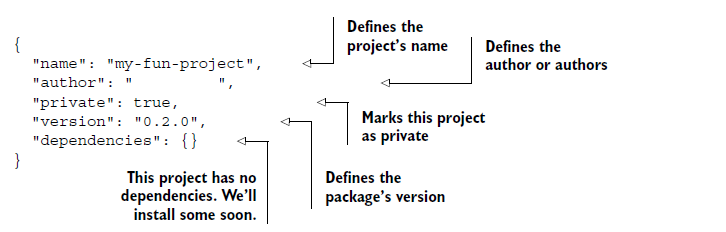 {
"name": "my-fun-project",
"author": " ",
"private": true,
"version": "0.2.0",
"dependencies": {}
}
Defines the
project's name
Defines the
author or authors
Marks this project
as private
Defines the
package's version
This project has no
dependencies. We'll
install some soon.